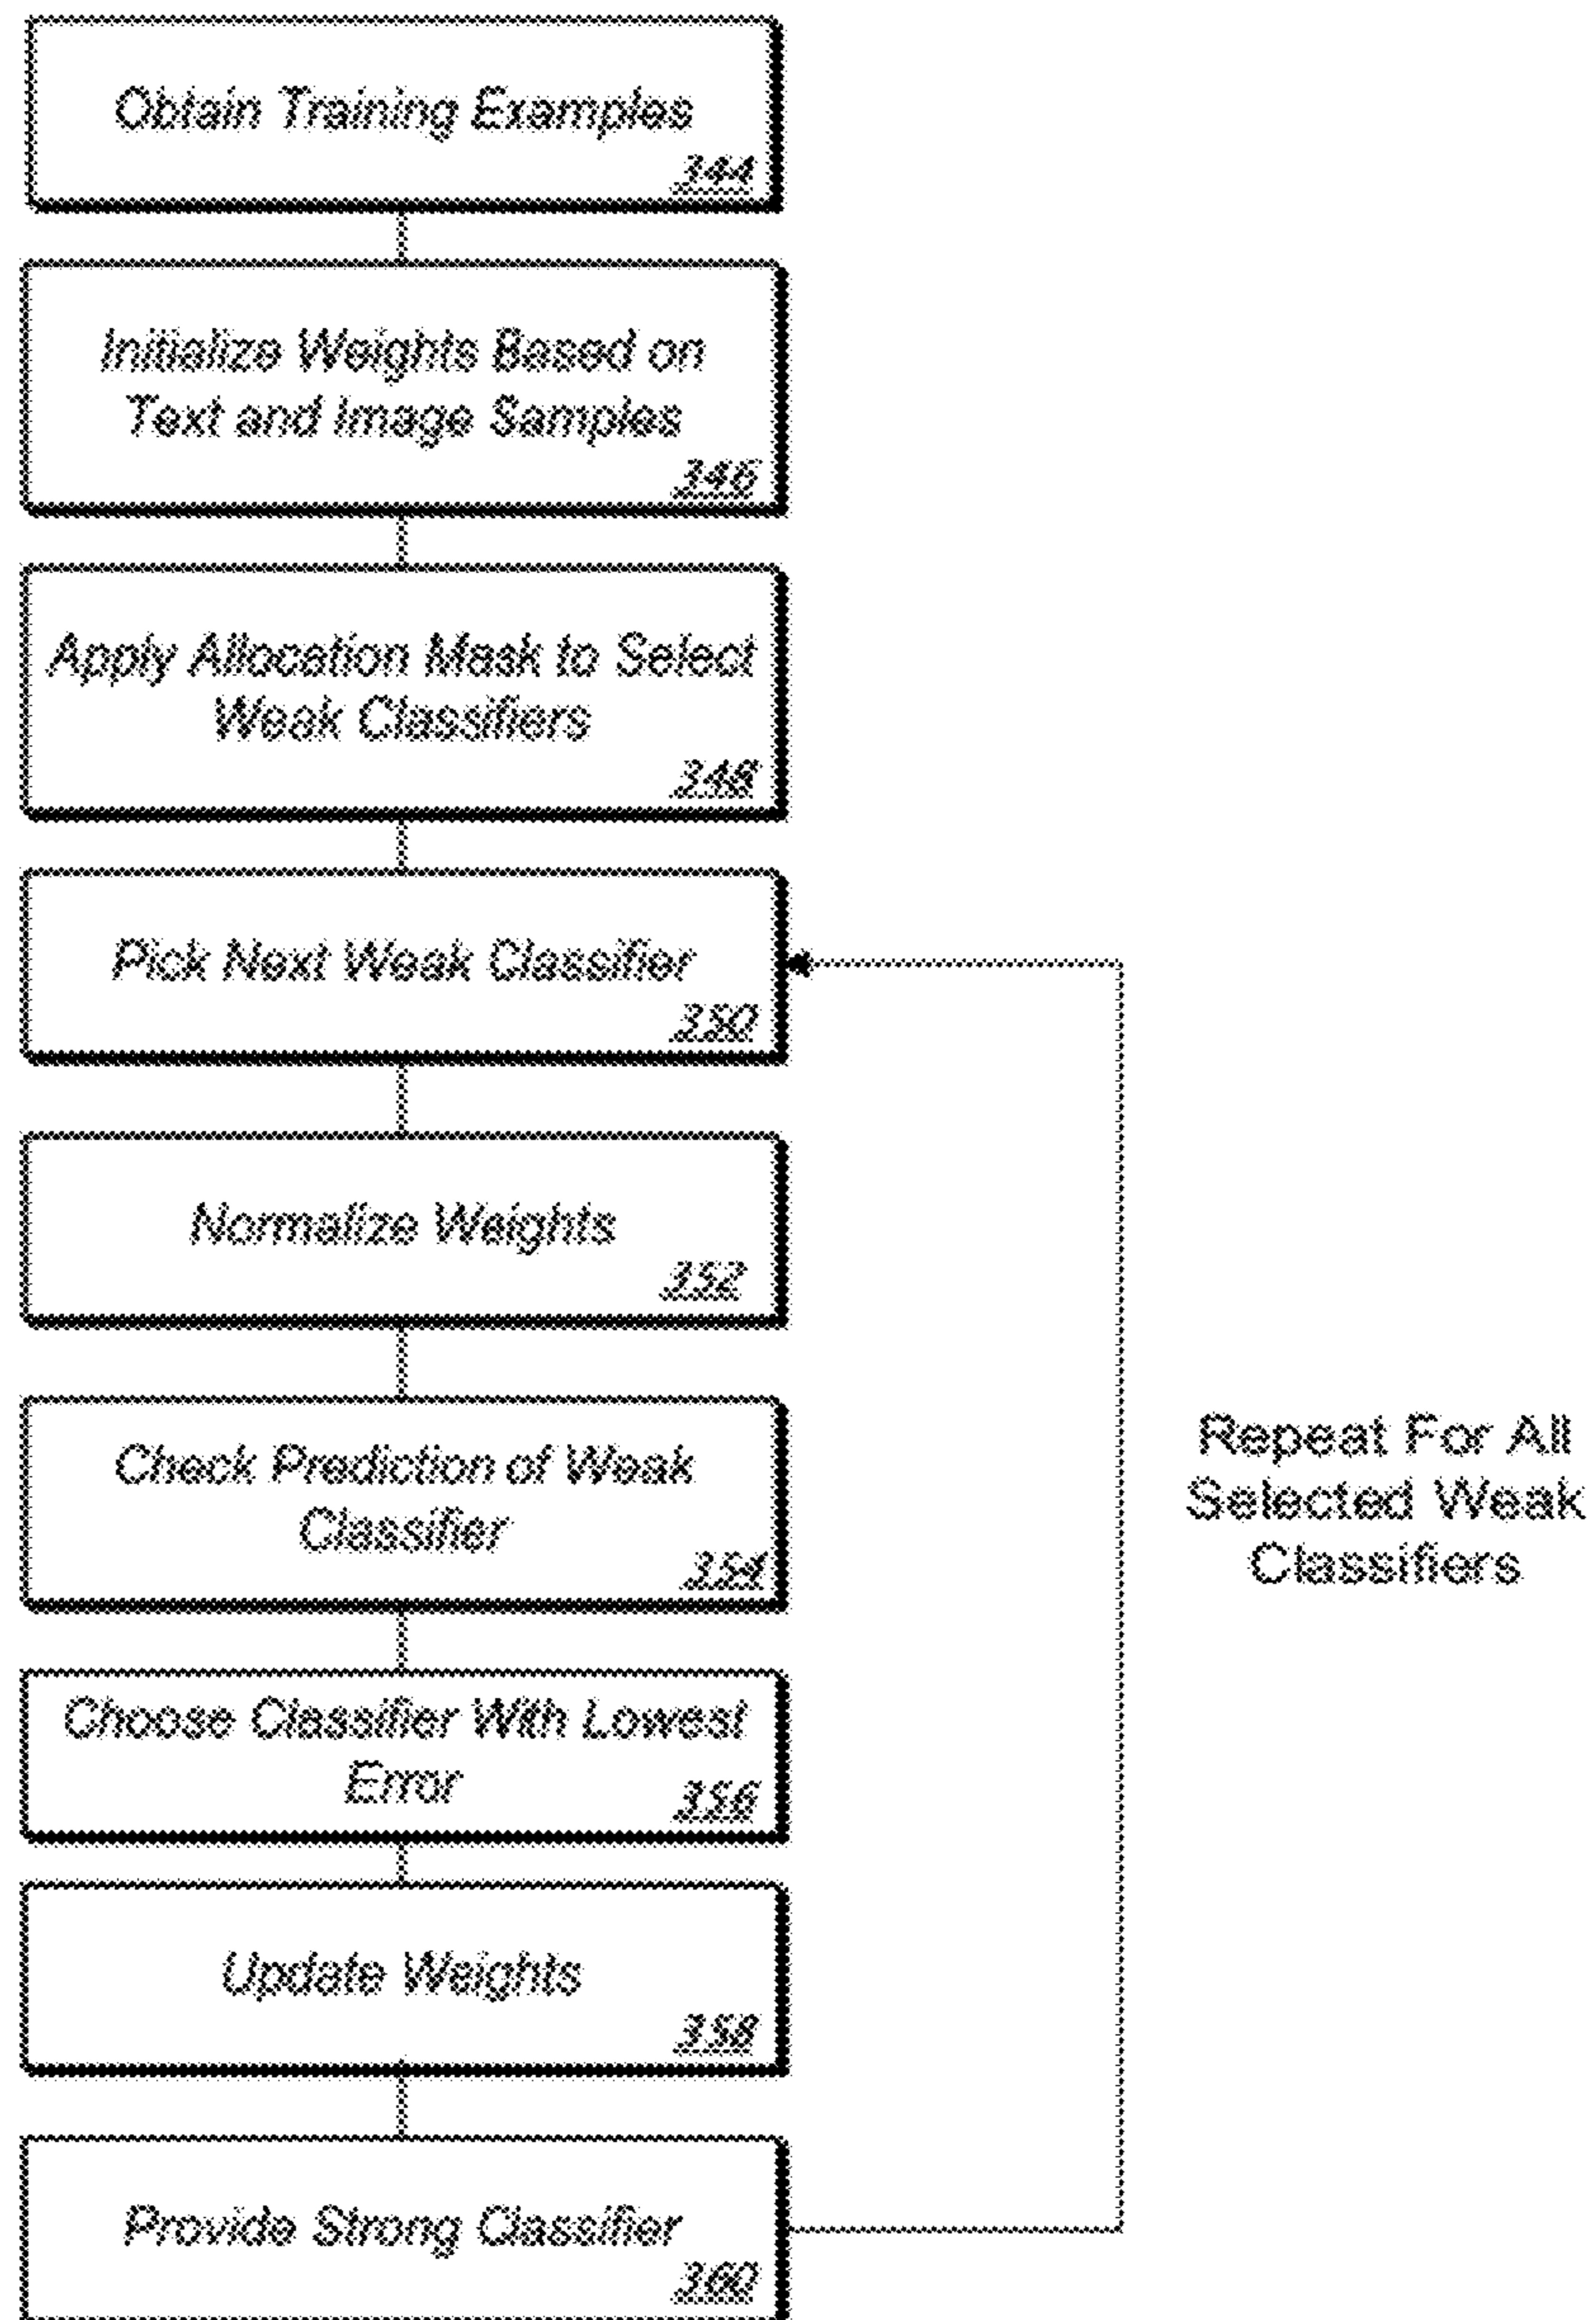 Obtain Training Examples
344
Initialize Weights Based on
Text and Image Samples
346
Apply Allocation Mask to Select
Weak Classifiers
348
Pick Next Weak Classifier
350
Normalize Weights
352
Check Prediction of Weak
Classifier
354
Choose Classifier With Lowest
Error
356
Update Weights
358
Provide Strong Classifier
360
Repeat For All
Selected Weak
Classifiers